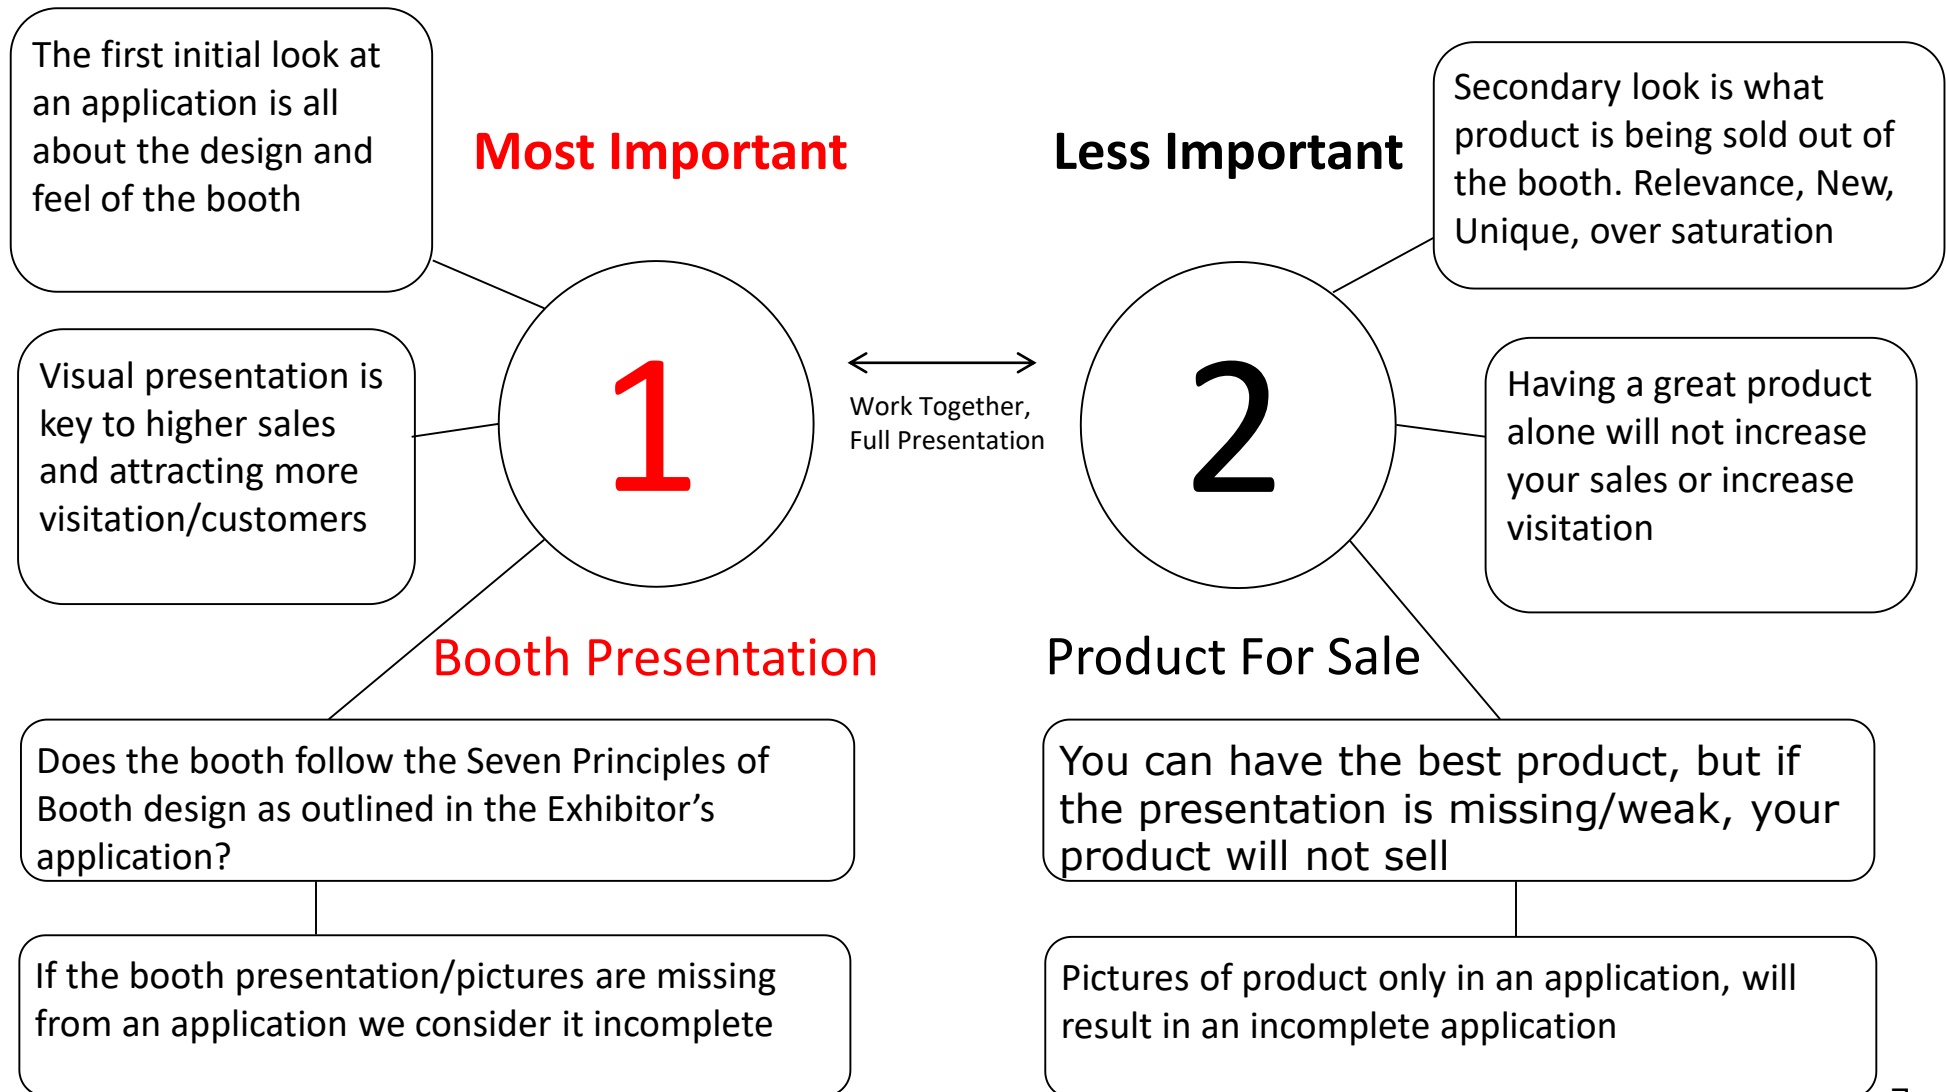 The first initial look at
an application is all
about the design and
feel of the booth
Most Important
Less Important
Secondary look is what
product is being sold out of
the booth. Relevance, New,
Unique, over saturation
Visual presentation is
key to higher sales
and attracting more
visitation/customers
1
Work Together,
Full Presentation
2
Having a great product
alone will not increase
your sales or increase
visitation
Booth Presentation
Product For Sale
Does the booth follow the Seven Principles of
Booth design as outlined in the Exhibitor’s
application?
You can have the best product, but if
the presentation is missing/weak, your
product will not sell
If the booth presentation/pictures are missing
from an application we consider it incomplete
Pictures of product only in an application, will
result in an incomplete application